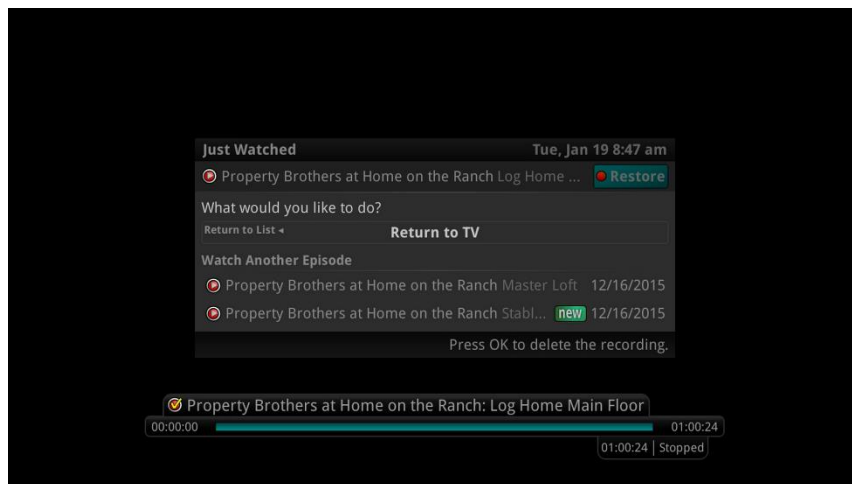 Just Watched Tue, Jan 19 8:47 am
Property Brothers at Home on the Ranch Log Home ... Restore
What would you like to do?
Return to List ◂ Return to TV
Watch Another Episode
Property Brothers at Home on the Ranch Master Loft 12/16/2015
Property Brothers at Home on the Ranch Stabl... new 12/16/2015
Press OK to delete the recording.
Property Brothers at Home on the Ranch: Log Home Main Floor
00:00:00 01:00:24
01:00:24 | Stopped